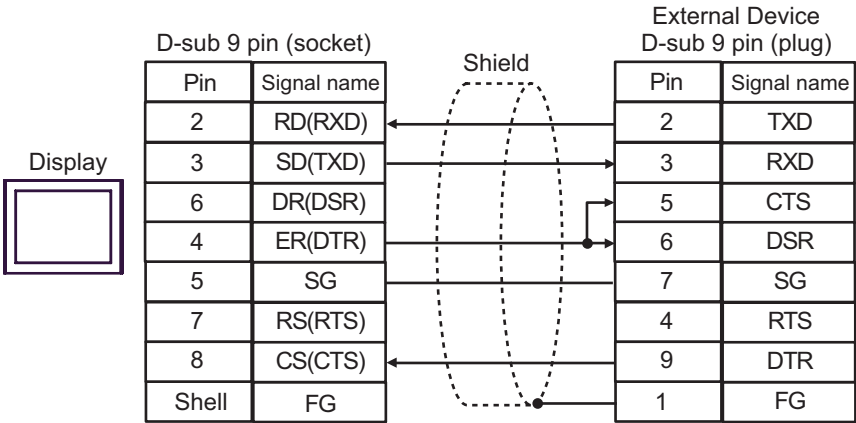 External Device
D-sub 9 pin (socket) D-sub 9 pin (plug)
Shield
Pin Signal name Pin Signal name
2 RD(RXD) 2 TXD
Display
3 SD(TXD) 3 RXD
6 DR(DSR) 5 CTS
4 ER(DTR) 6 DSR
5 SG 7 SG
7 RS(RTS) 4 RTS
8 CS(CTS) 9 DTR
Shell FG 1 FG